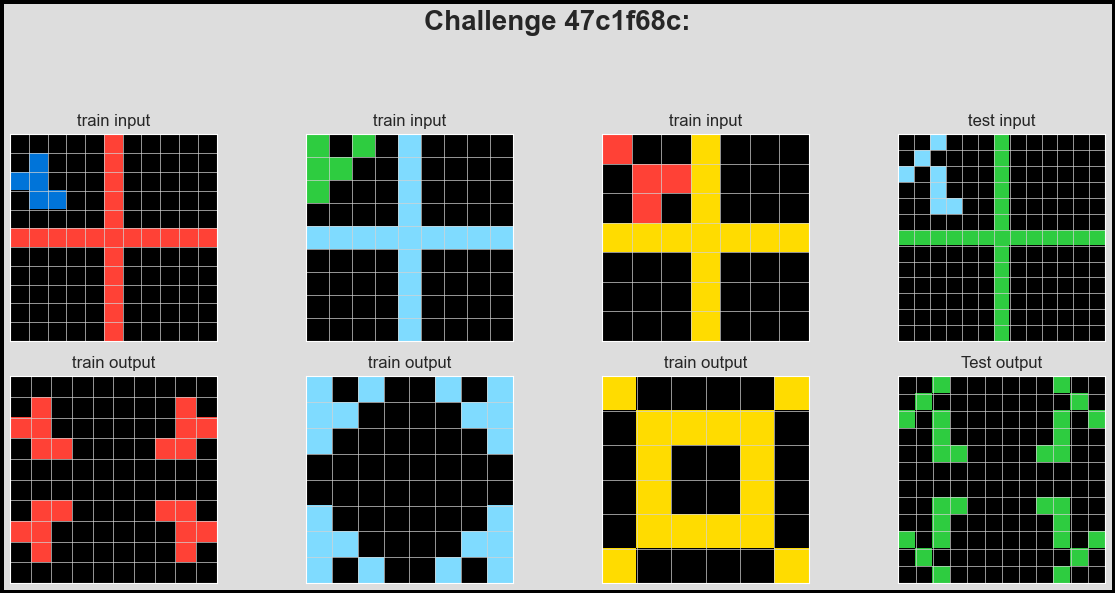 Challenge 47c1f68c:
train input
train input
train input
test input
train output
train output
train output
Test output